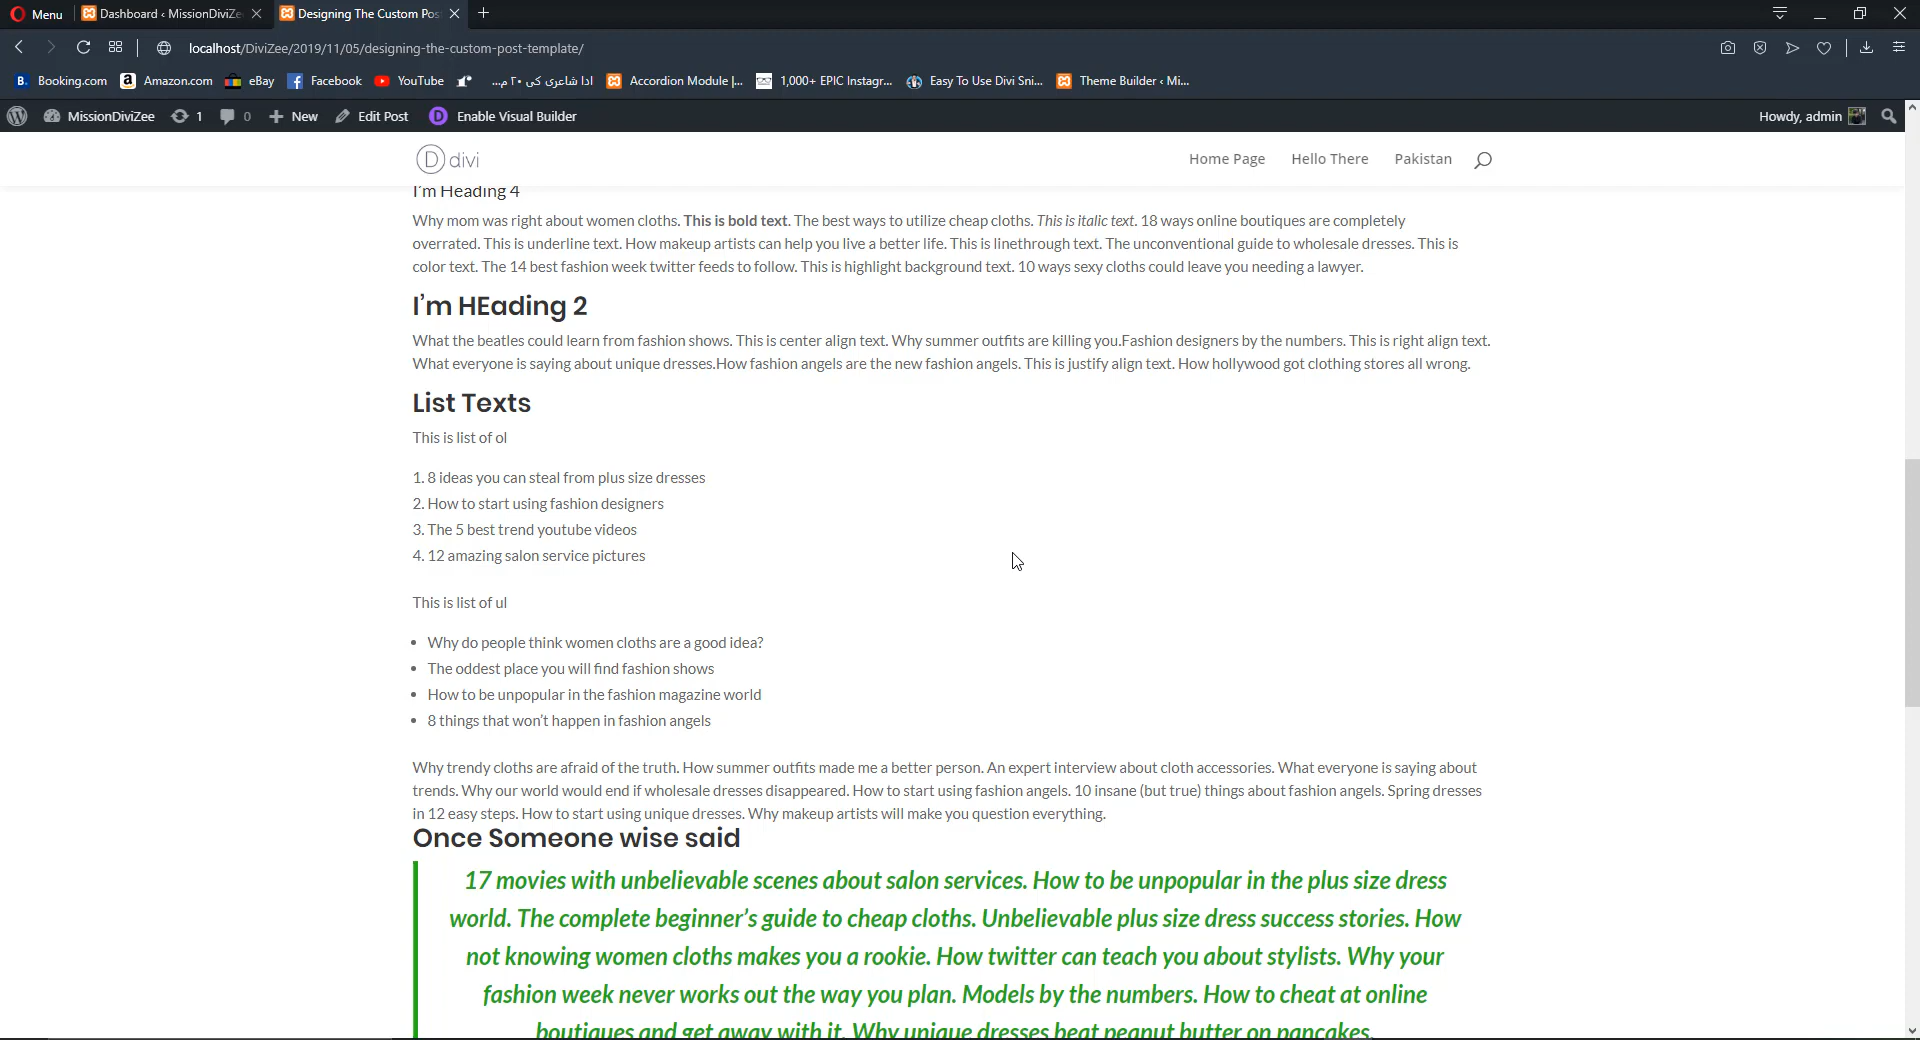 Menu
Dashboard ‹ MissionDiviZe
Designing The Custom Pos
localhost/DiviZee/2019/11/05/designing-the-custom-post-template/
B. Booking.com
a Amazon.com
eBay
Facebook
YouTube
ادا شاعری کی ۲۰ م...
Accordion Module |...
1,000+ EPIC Instagr...
Easy To Use Divi Sni...
Theme Builder ‹ Mi...
MissionDiviZee
1
0
New
Edit Post
D Enable Visual Builder
Howdy, admin
D divi
Home Page
Hello There
Pakistan
I'm Heading 4
Why mom was right about women cloths. This is bold text. The best ways to utilize cheap cloths. This is italic text. 18 ways online boutiques are completely
overrated. This is underline text. How makeup artists can help you live a better life. This is linethrough text. The unconventional guide to wholesale dresses. This is
color text. The 14 best fashion week twitter feeds to follow. This is highlight background text. 10 ways sexy cloths could leave you needing a lawyer.
I'm HEading 2
What the beatles could learn from fashion shows. This is center align text. Why summer outfits are killing you.Fashion designers by the numbers. This is right align text.
What everyone is saying about unique dresses.How fashion angels are the new fashion angels. This is justify align text. How hollywood got clothing stores all wrong.
List Texts
This is list of ol
1. 8 ideas you can steal from plus size dresses
2. How to start using fashion designers
3. The 5 best trend youtube videos
4. 12 amazing salon service pictures
This is list of ul
• Why do people think women cloths are a good idea?
• The oddest place you will find fashion shows
• How to be unpopular in the fashion magazine world
• 8 things that won't happen in fashion angels
Why trendy cloths are afraid of the truth. How summer outfits made me a better person. An expert interview about cloth accessories. What everyone is saying about
trends. Why our world would end if wholesale dresses disappeared. How to start using fashion angels. 10 insane (but true) things about fashion angels. Spring dresses
in 12 easy steps. How to start using unique dresses. Why makeup artists will make you question everything.
Once Someone wise said
17 movies with unbelievable scenes about salon services. How to be unpopular in the plus size dress
world. The complete beginner's guide to cheap cloths. Unbelievable plus size dress success stories. How
not knowing women cloths makes you a rookie. How twitter can teach you about stylists. Why your
fashion week never works out the way you plan. Models by the numbers. How to cheat at online
boutiques and get away with it. Why unique dresses beat peanut butter on pancakes.